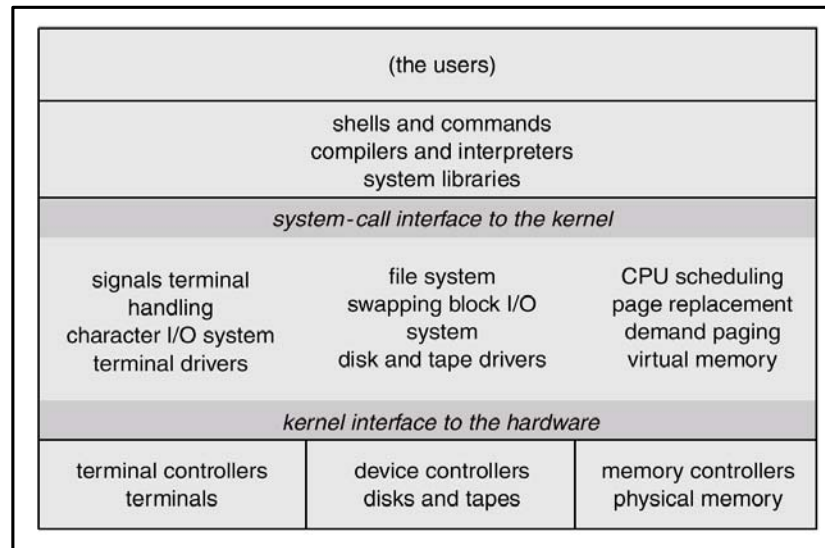 (the users)
shells and commands
compilers and interpreters
system libraries
system-call interface to the kernel
signals terminal
handling
character I/O system
terminal drivers
file system
swapping block I/O
system
disk and tape drivers
CPU scheduling
page replacement
demand paging
virtual memory
kernel interface to the hardware
terminal controllers
terminals
device controllers
disks and tapes
memory controllers
physical memory